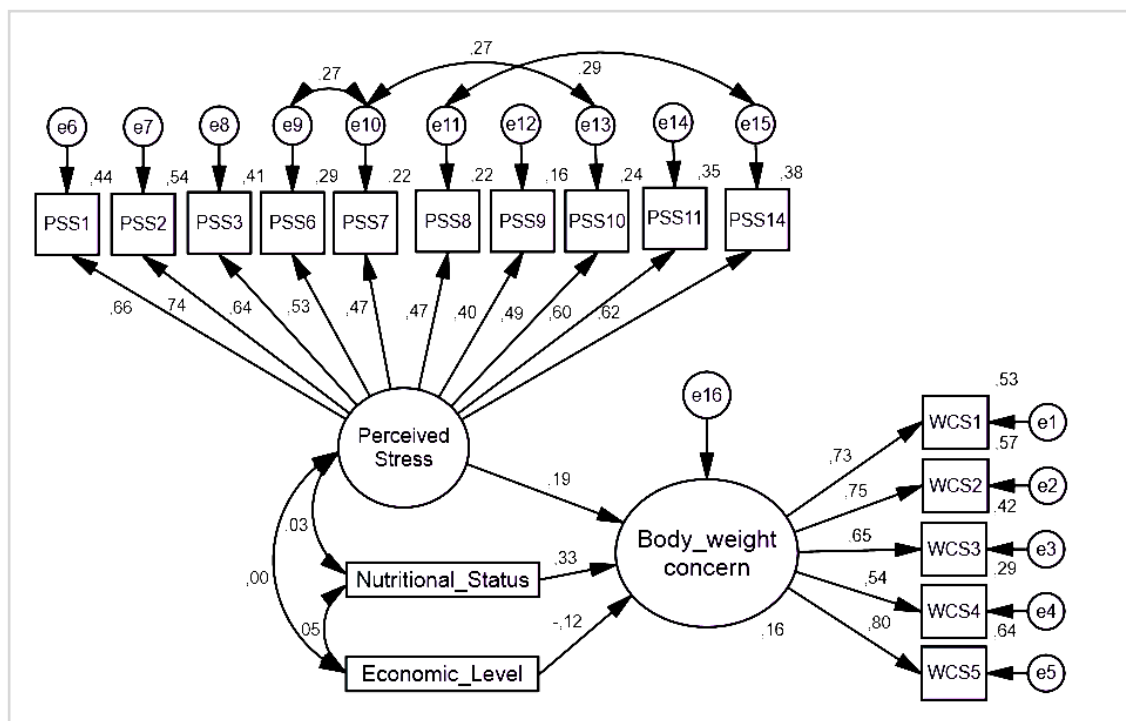 ,27
.27
.29
e6 e7 e8 e9 e10 e11 e12 e13 e14 e15
,44 ,54 ,41 ,29 .22 .22 ,16 ,24 ,35 ,38
PSS1 PSS2 PSS3 PSS6 PSS7 PSS8 PSS9 PSS10 PSS11 PSS14
,66 ,74 ,64 ,53 ,47 ,47 ,40 ,49 ,60 ,62
Perceived
Stress
e16
.53
WCS1 e1
.57
,73
WCS2 e2
,75
.42
.19
Body_weight
concern
.65
WCS3 e3
.29
.03
,00
Nutritional_Status
,33
,54
WCS4 e4
.64
.05
-,12
,16
,80
Economic_Level
WCS5 e5